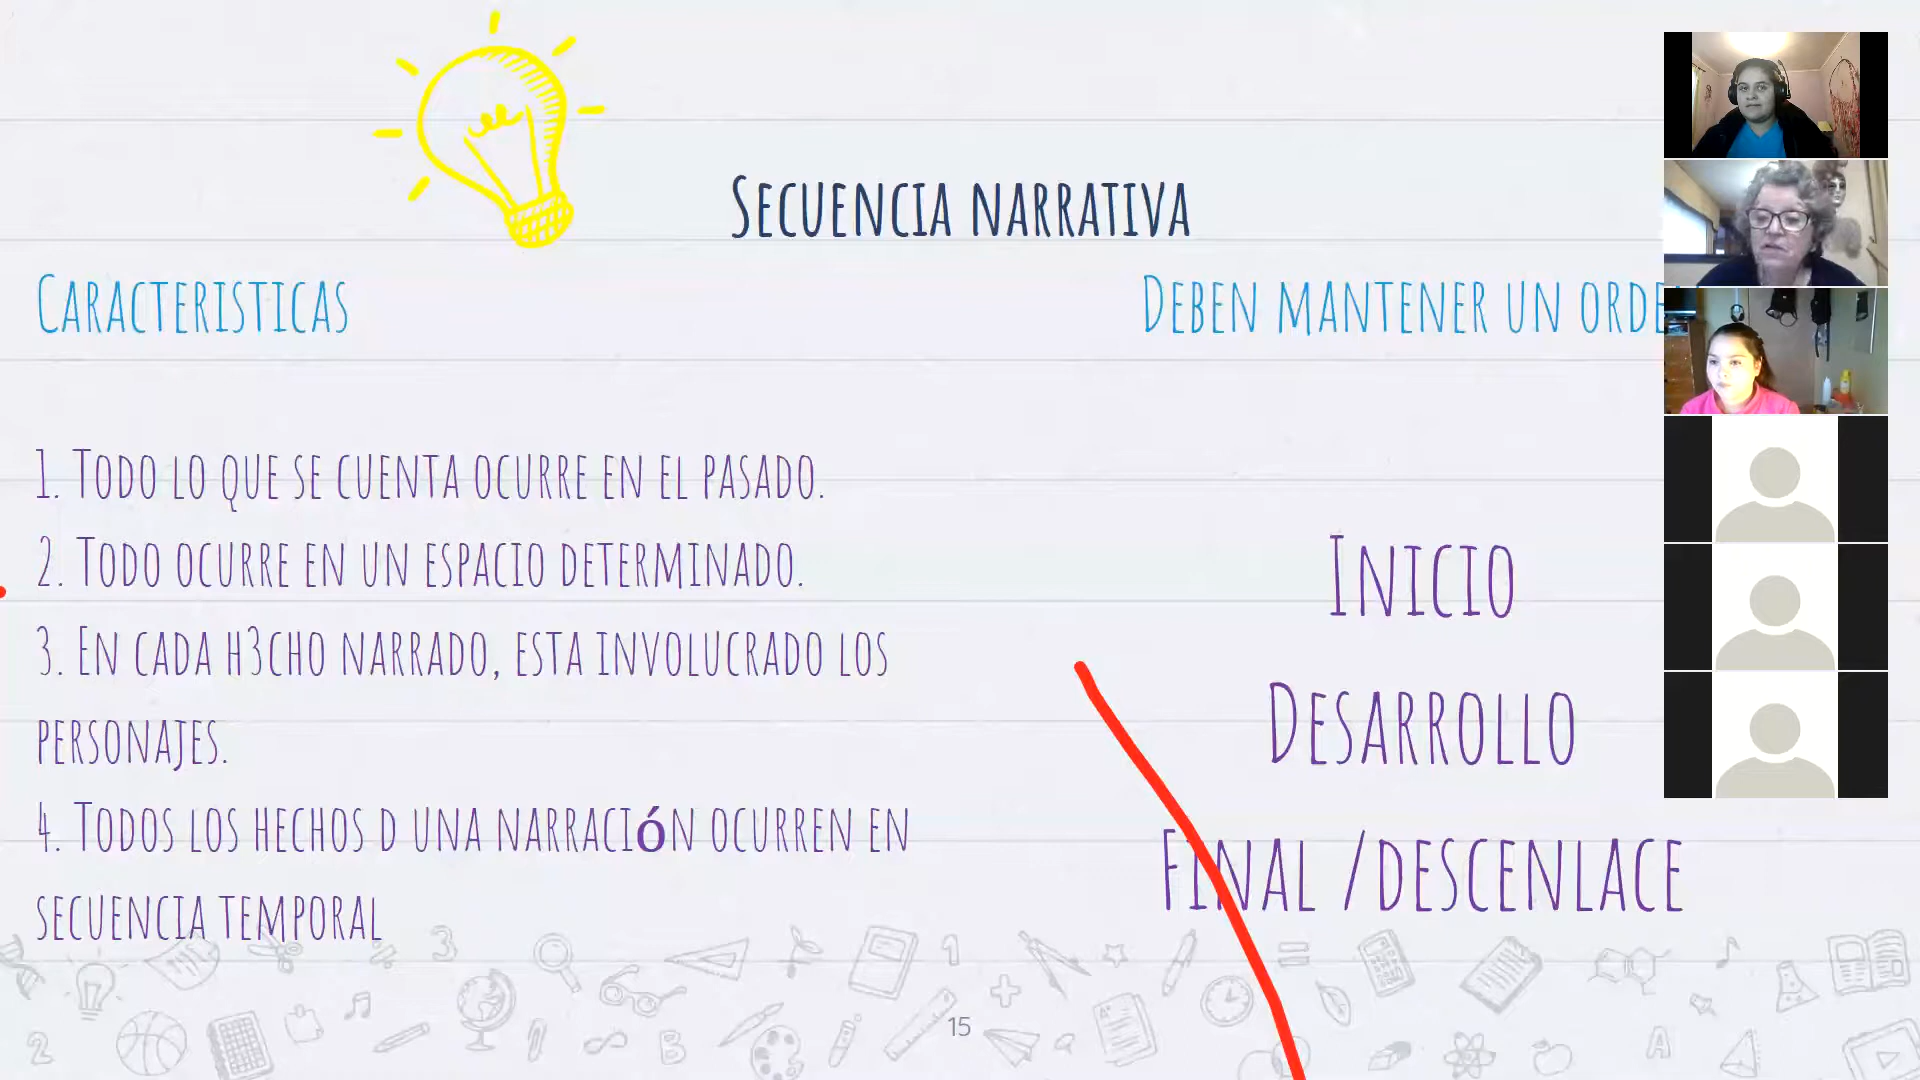 Secuencia narrativa
Caracteristicas
1. Todo lo que se cuenta ocurre en el pasado.
2. Todo ocurre en un espacio determinado.
3. En cada h3cho narrado, esta involucrado los
personajes.
4. Todos los hechos d una narración ocurren en
secuencia temporal
Deben mantener un orde
Inicio
Desarrollo
Final /descenlace
15